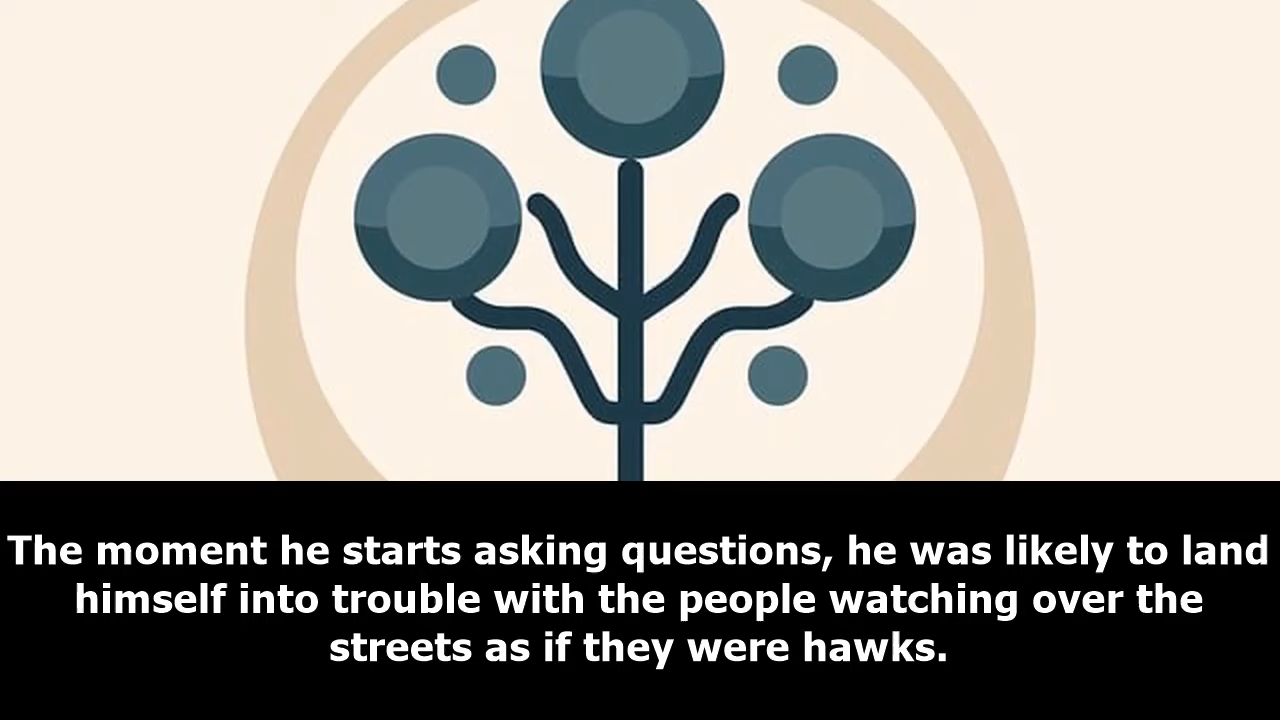 The moment he starts asking questions, he was likely to land
himself into trouble with the people watching over the
streets as if they were hawks.